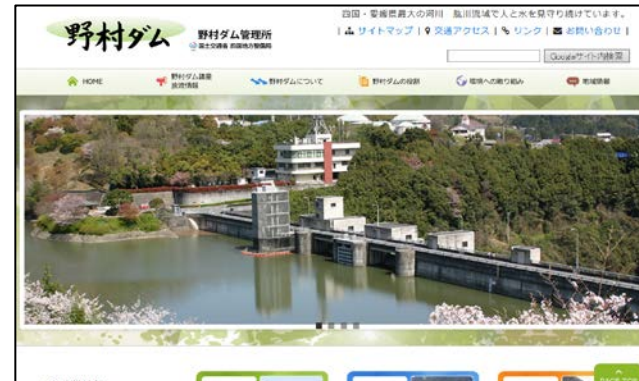 四国・愛媛県最大の河川 肱川流域で人と水を見守り続けています。
野村ダム
野村ダム管理所
国土交通省 四国地方整備局
| サイトマップ | 交通アクセス | リンク | お問い合わせ |
Googleサイト内検索
HOME
野村ダム諸量
放流情報
野村ダムについて
野村ダムの役割
環境への取り組み
地域情報
PAGE TOP